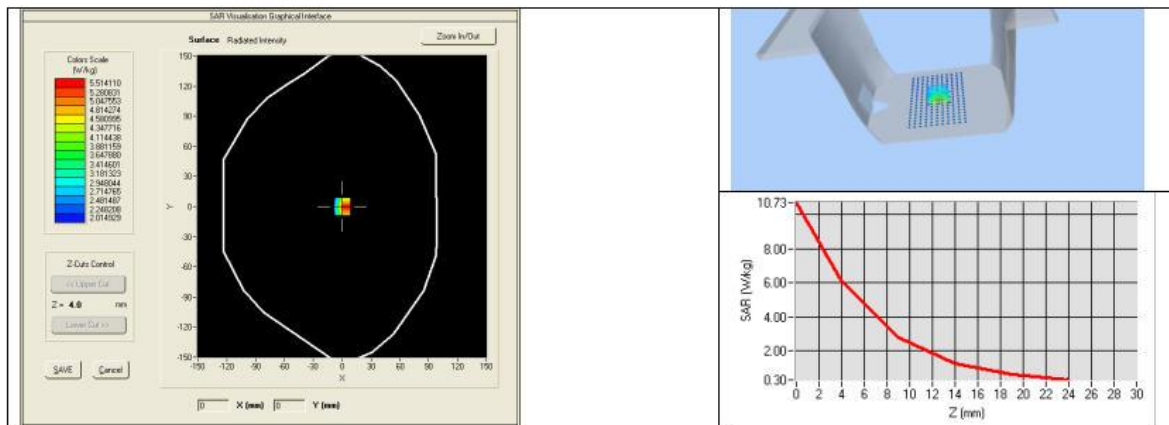 SAR Visualisation Graphical Interface
Surface Radiated Intensity
Zoom In/Out
Colors Scale
(W/kg)
5.514110
5.280831
5.047553
4.814274
4.580995
4.347716
4.114438
3.881159
3.647880
3.414601
3.181323
2.948044
2.714765
2.481487
2.248208
2.014929
Z-Cuts Control
<< Upper Cut
Z = 4.0 mm
Lower Cut >>
SAVE Cancel
150
120
90
60
30
0
-30
-60
-90
-120
-150
Y
-150 -120 -90 -60 -30 0 30 60 90 120 150
X
0 X (mm) 0 Y (mm)
10.73
8.00
6.00
4.00
2.00
0.30
SAR (W/kg)
0 2 4 6 8 10 12 14 16 18 20 22 24 26 28 30
Z (mm)